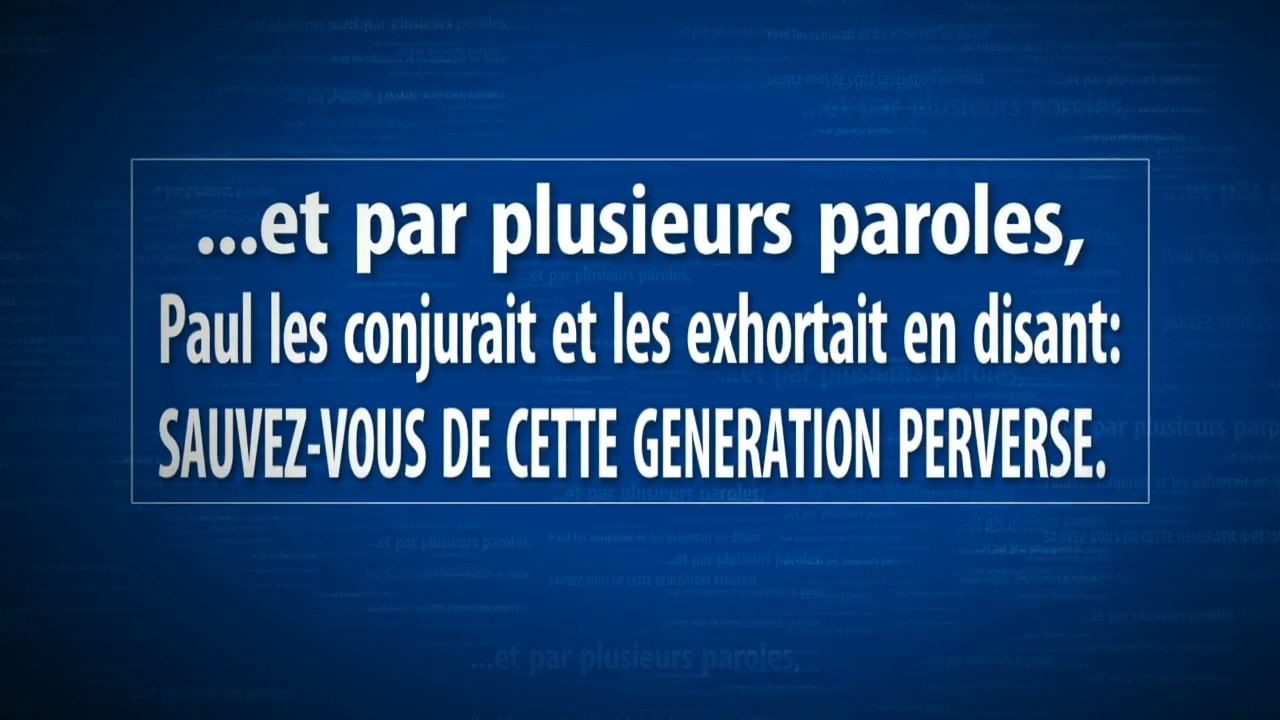 ...et par plusieurs paroles,
Paul les conjurait et les exhortait en disant:
SAUVEZ-VOUS DE CETTE GENERATION PERVERSE.